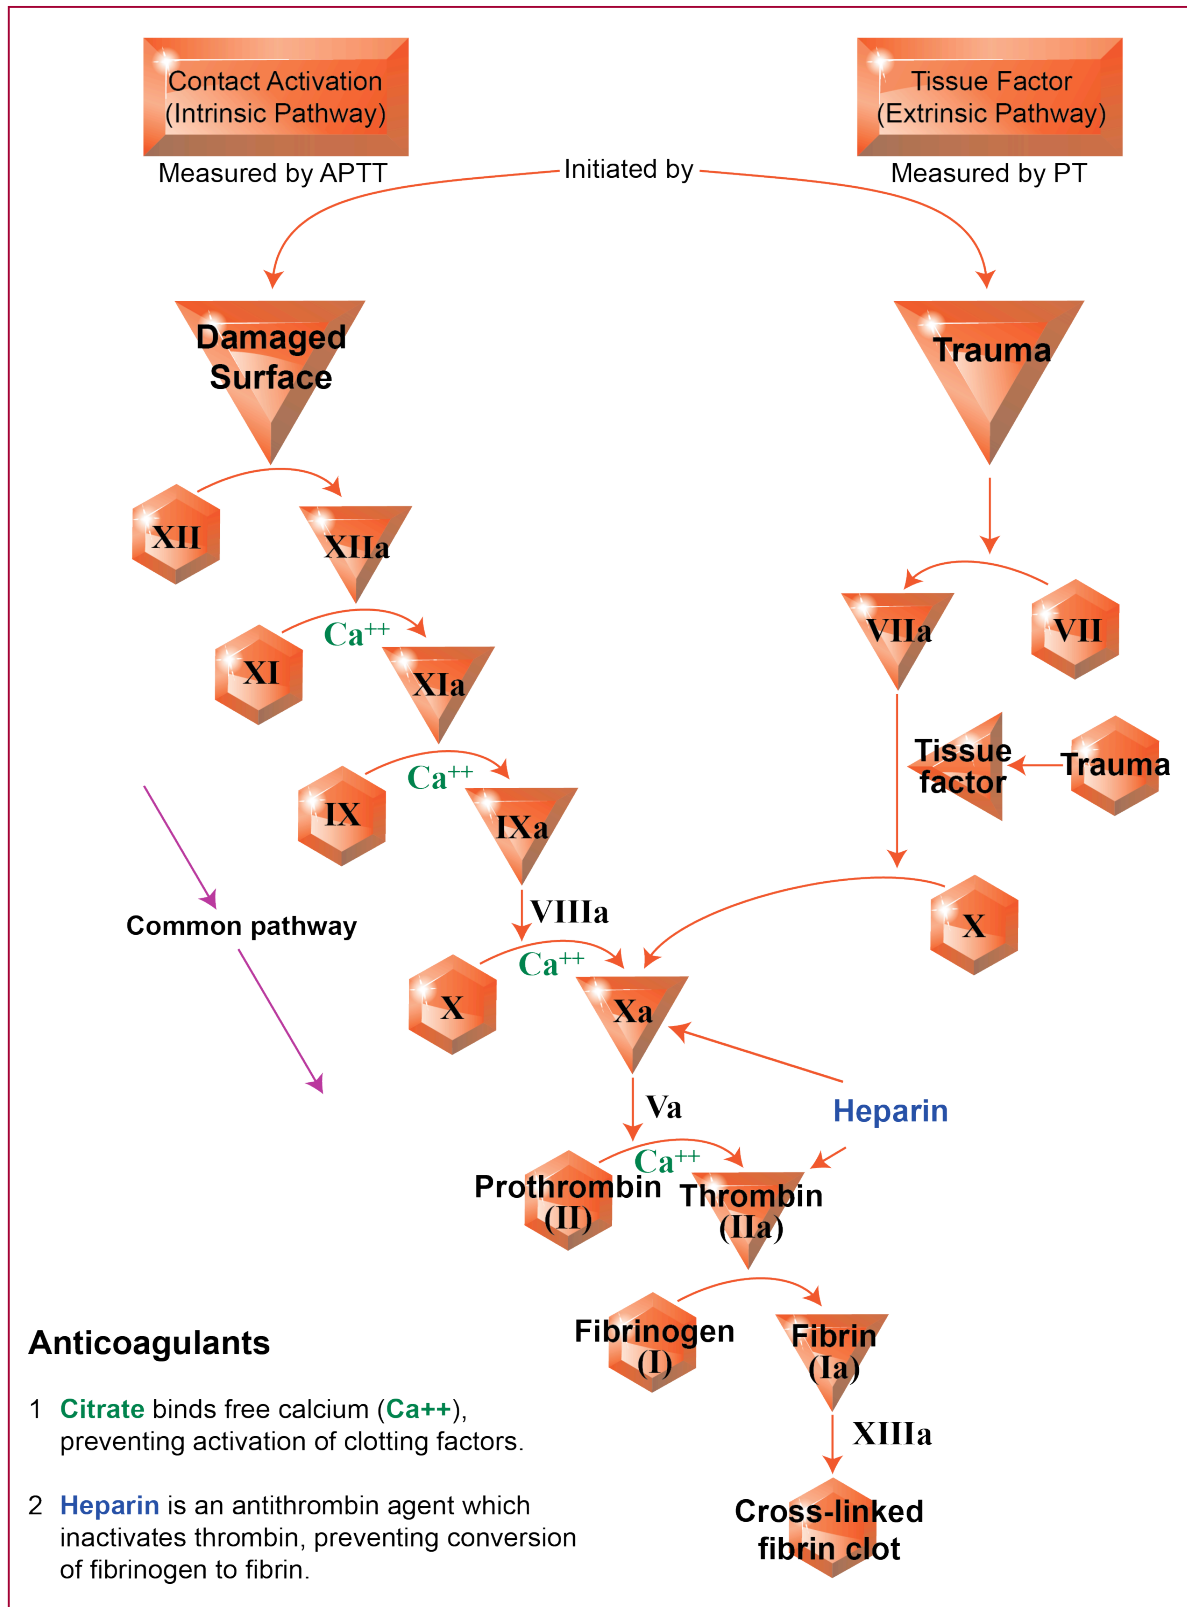 Contact Activation
(Intrinsic Pathway)
Measured by APTT
Initiated by
Tissue Factor
(Extrinsic Pathway)
Measured by PT
Damaged
Surface
Trauma
XII
XIIa
Ca++
XI
XIa
Ca++
IX
IXa
VIIa
VII
Tissue
factor
Trauma
Common pathway
VIIIa
Ca++
X
Xa
X
Heparin
Va
Ca++
Prothrombin
(II)
Thrombin
(IIa)
Fibrinogen
(I)
Fibrin
(Ia)
XIIIa
Cross-linked
fibrin clot
Anticoagulants
1 Citrate binds free calcium (Ca++),
preventing activation of clotting factors.
2 Heparin is an antithrombin agent which
inactivates thrombin, preventing conversion
of fibrinogen to fibrin.